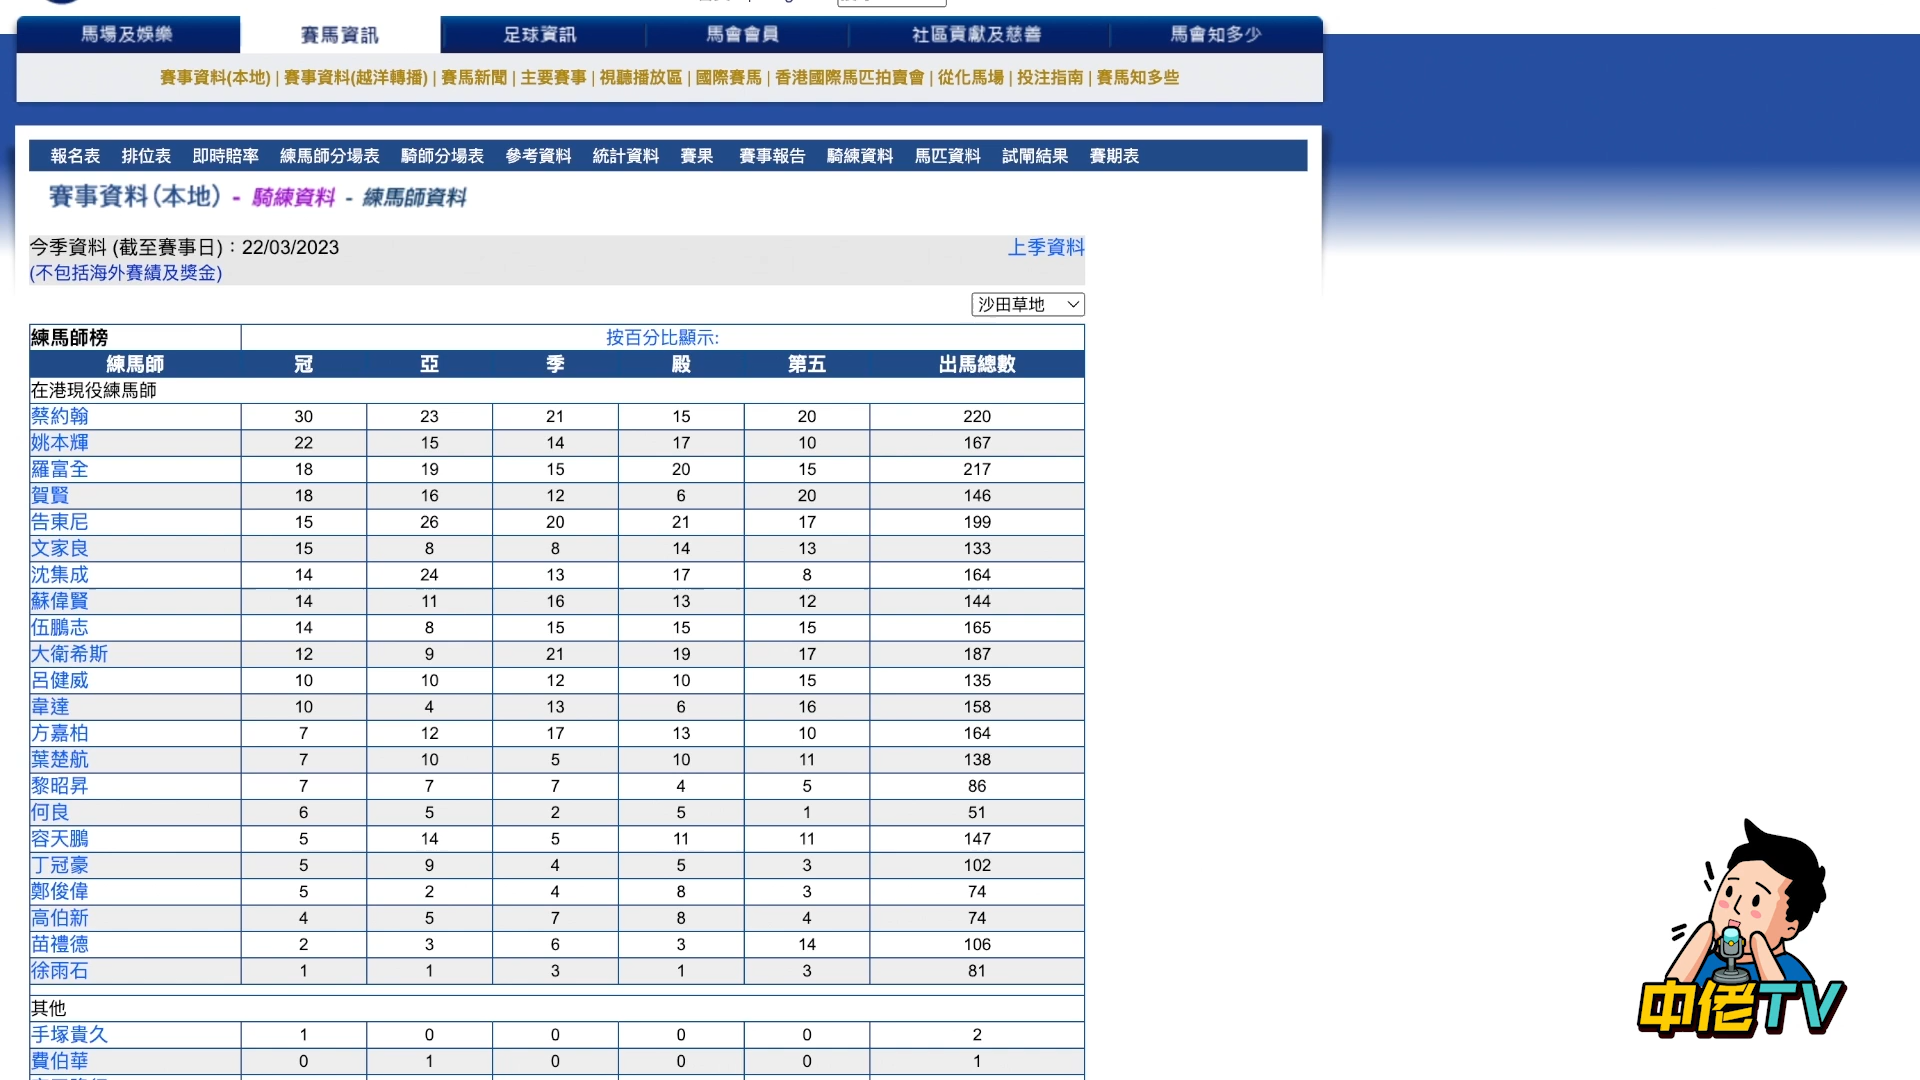 馬場及娛樂 賽馬資訊 足球資訊 馬會會員 社區貢獻及慈善 馬會知多少
賽事資料(本地) | 賽事資料(越洋轉播) | 賽馬新聞 | 主要賽事 | 視聽播放區 | 國際賽馬 | 香港國際馬匹拍賣會 | 從化馬場 | 投注指南 | 賽馬知多些
報名表 排位表 即時賠率 練馬師分場表 騎師分場表 參考資料 統計資料 賽果 賽事報告 騎練資料 馬匹資料 試閘結果 賽期表
賽事資料(本地) - 騎練資料 - 練馬師資料
今季資料 (截至賽事日)：22/03/2023 上季資料
(不包括海外賽績及獎金)
沙田草地
練馬師榜 按百分比顯示:
練馬師 冠 亞 季 殿 第五 出馬總數
在港現役練馬師
蔡約翰 30 23 21 15 20 220
姚本輝 22 15 14 17 10 167
羅富全 18 19 15 20 15 217
賀賢 18 16 12 6 20 146
告東尼 15 26 20 21 17 199
文家良 15 8 8 14 13 133
沈集成 14 24 13 17 8 164
蘇偉賢 14 11 16 13 12 144
伍鵬志 14 8 15 15 15 165
大衛希斯 12 9 21 19 17 187
呂健威 10 10 12 10 15 135
韋達 10 4 13 6 16 158
方嘉柏 7 12 17 13 10 164
葉楚航 7 10 5 10 11 138
黎昭昇 7 7 7 4 5 86
何良 6 5 2 5 1 51
容天鵬 5 14 5 11 11 147
丁冠豪 5 9 4 5 3 102
鄭俊偉 5 2 4 8 3 74
高伯新 4 5 7 8 4 74
苗禮德 2 3 6 3 14 106
徐雨石 1 1 3 1 3 81
其他
手塚貴久 1 0 0 0 0 2
費伯華 0 1 0 0 0 1
中佬TV